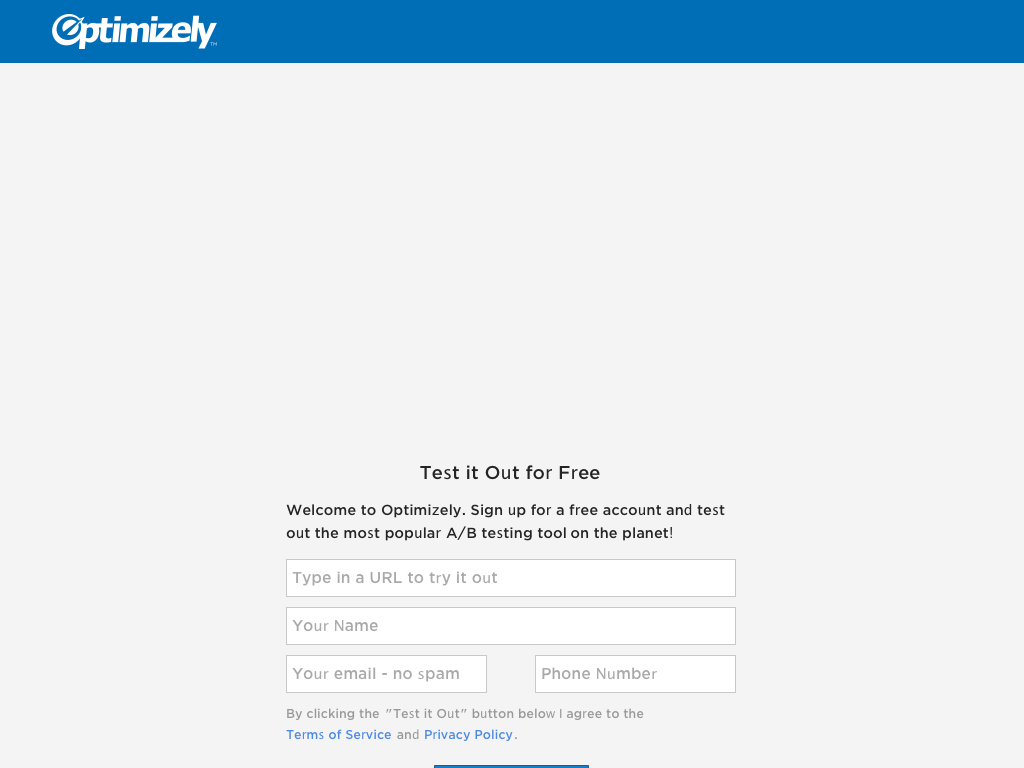 Optimizely™
Test it Out for Free
Welcome to Optimizely. Sign up for a free account and test
out the most popular A/B testing tool on the planet!
Type in a URL to try it out
Your Name
Your email - no spam
Phone Number
By clicking the "Test it Out" button below I agree to the
Terms of Service and Privacy Policy.